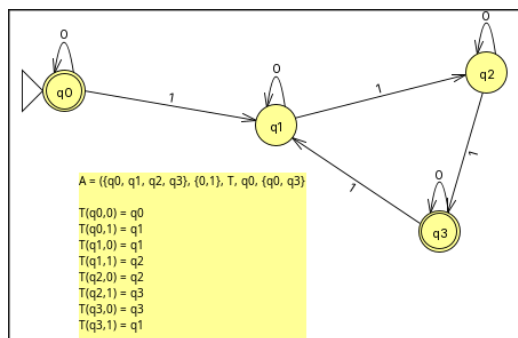 0
0
q2
q0
1
0
1
q1
1
A = ({q0, q1, q2, q3}, {0,1}, T, q0, {q0, q3}
0
1
T(q0,0) = q0
T(q0,1) = q1
q3
T(q1,0) = q1
T(q1,1) = q2
T(q2,0) = q2
T(q2,1) = q3
T(q3,0) = q3
T(q3,1) = q1